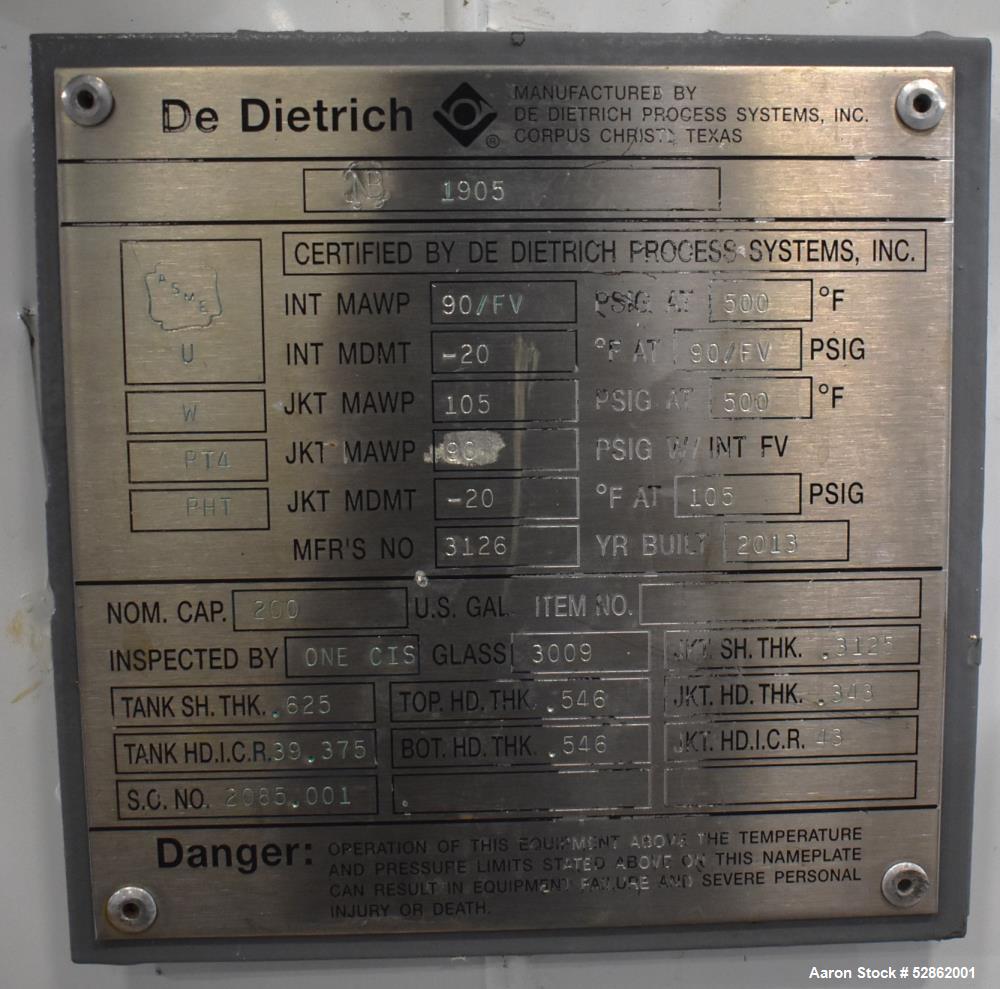 De Dietrich ® MANUFACTURED BY
DE DIETRICH PROCESS SYSTEMS, INC.
CORPUS CHRISTI, TEXAS
NB 1905
CERTIFIED BY DE DIETRICH PROCESS SYSTEMS, INC.
ASME
U
W
PT4
PHT
INT MAWP 90/FV PSIG AT 500 °F
INT MDMT -20 °F AT 90/FV PSIG
JKT MAWP 105 PSIG AT 500 °F
JKT MAWP PSIG W/ INT FV
JKT MDMT -20 °F AT 105 PSIG
MFR'S NO 3126 YR BUILT 2013
NOM. CAP. 200 U.S. GAL. ITEM NO.
INSPECTED BY ONE CIS GLASS 3009 JKT. SH. THK. .3125
TANK SH. THK. .625 TOP. HD. THK. .546 JKT. HD. THK. .343
TANK HD.I.C.R. 39.375 BOT. HD. THK. .546 JKT. HD.I.C.R. 43
S.O. NO. 2085.001
Danger: OPERATION OF THIS EQUIPMENT ABOVE THE TEMPERATURE
AND PRESSURE LIMITS STATED ABOVE ON THIS NAMEPLATE
CAN RESULT IN EQUIPMENT FAILURE AND SEVERE PERSONAL
INJURY OR DEATH.
Aaron Stock # 52862001